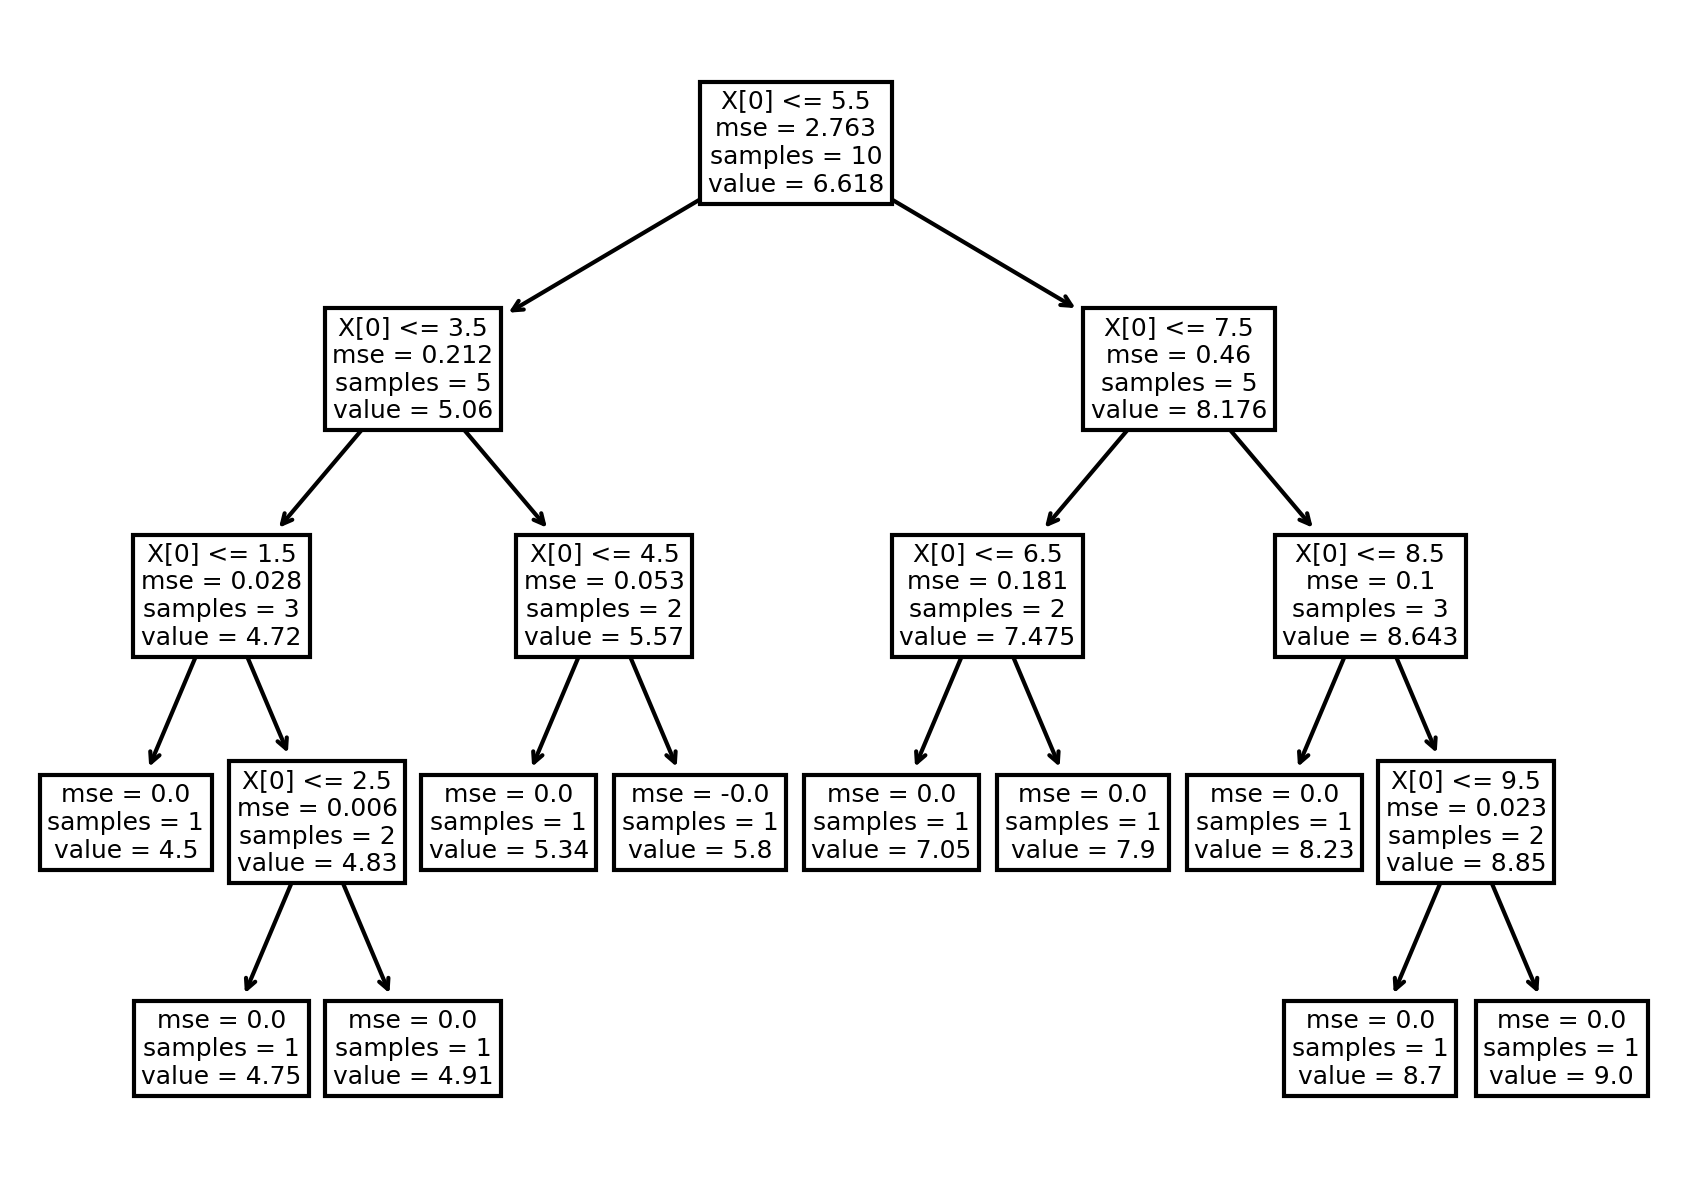 X[0] <= 5.5
mse = 2.763
samples = 10
value = 6.618
X[0] <= 3.5
mse = 0.212
samples = 5
value = 5.06
X[0] <= 7.5
mse = 0.46
samples = 5
value = 8.176
X[0] <= 1.5
mse = 0.028
samples = 3
value = 4.72
X[0] <= 4.5
mse = 0.053
samples = 2
value = 5.57
X[0] <= 6.5
mse = 0.181
samples = 2
value = 7.475
X[0] <= 8.5
mse = 0.1
samples = 3
value = 8.643
mse = 0.0
samples = 1
value = 4.5
X[0] <= 2.5
mse = 0.006
samples = 2
value = 4.83
mse = 0.0
samples = 1
value = 5.34
mse = -0.0
samples = 1
value = 5.8
mse = 0.0
samples = 1
value = 7.05
mse = 0.0
samples = 1
value = 7.9
mse = 0.0
samples = 1
value = 8.23
X[0] <= 9.5
mse = 0.023
samples = 2
value = 8.85
mse = 0.0
samples = 1
value = 4.75
mse = 0.0
samples = 1
value = 4.91
mse = 0.0
samples = 1
value = 8.7
mse = 0.0
samples = 1
value = 9.0